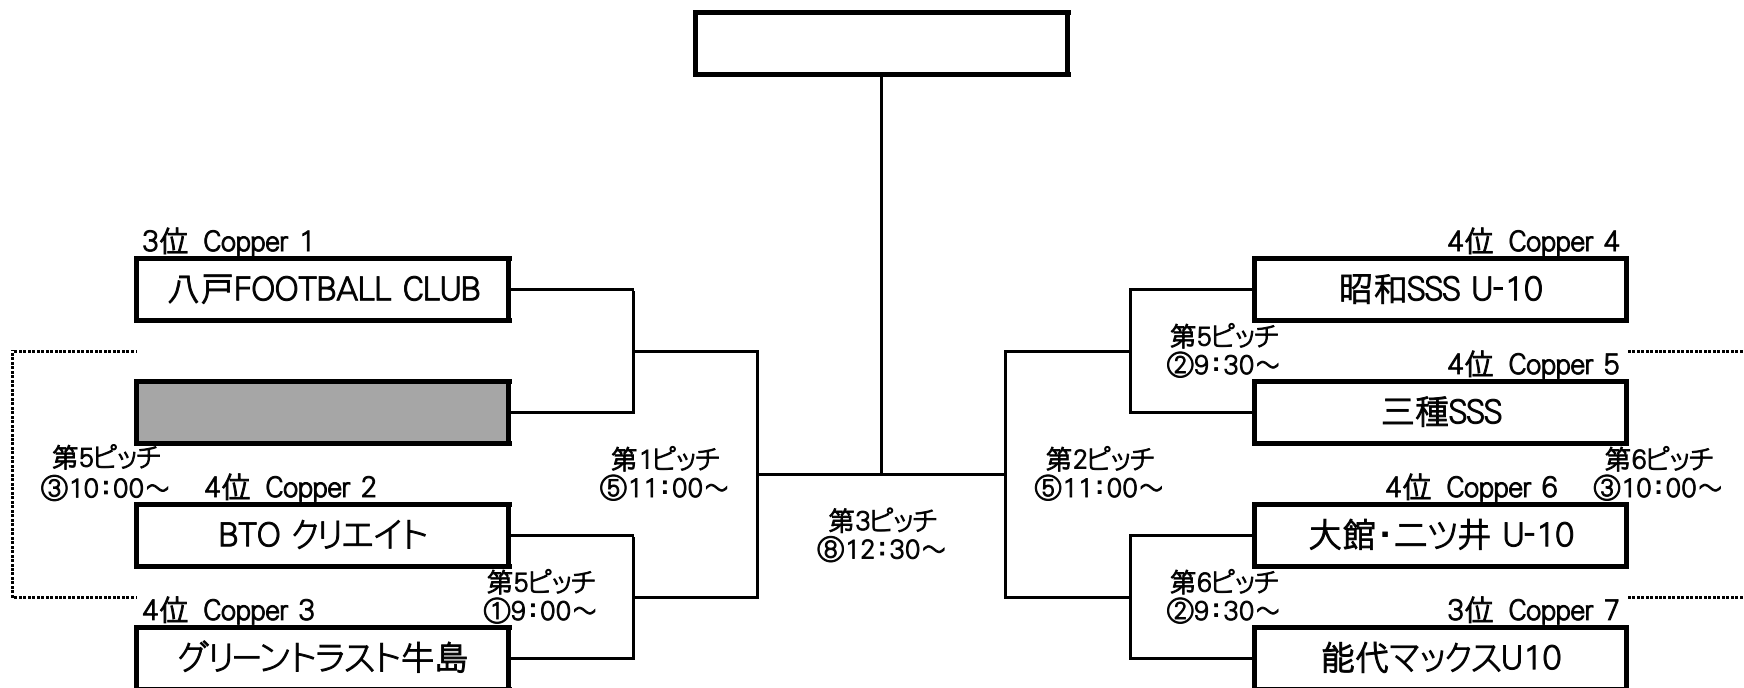 3位 Copper 1
八戸FOOTBALL CLUB
第5ピッチ
③10:00～
4位 Copper 2
BTO クリエイト
第5ピッチ
①9:00～
4位 Copper 3
グリーントラスト牛島
第1ピッチ
⑤11:00～
第3ピッチ
⑧12:30～
第2ピッチ
⑤11:00～
4位 Copper 4
昭和SSS U-10
第5ピッチ
②9:30～
4位 Copper 5
三種SSS
第6ピッチ
③10:00～
4位 Copper 6
大館・二ツ井 U-10
第6ピッチ
②9:30～
3位 Copper 7
能代マックスU10